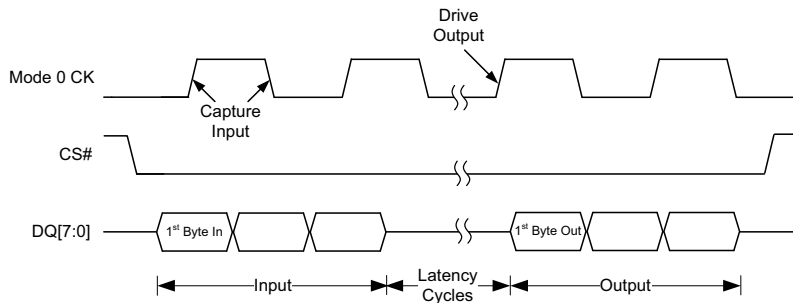 Drive
Output
Mode 0 CK
Capture
Input
CS#
DQ[7:0]
1st Byte In
1st Byte Out
Input
Latency
Cycles
Output